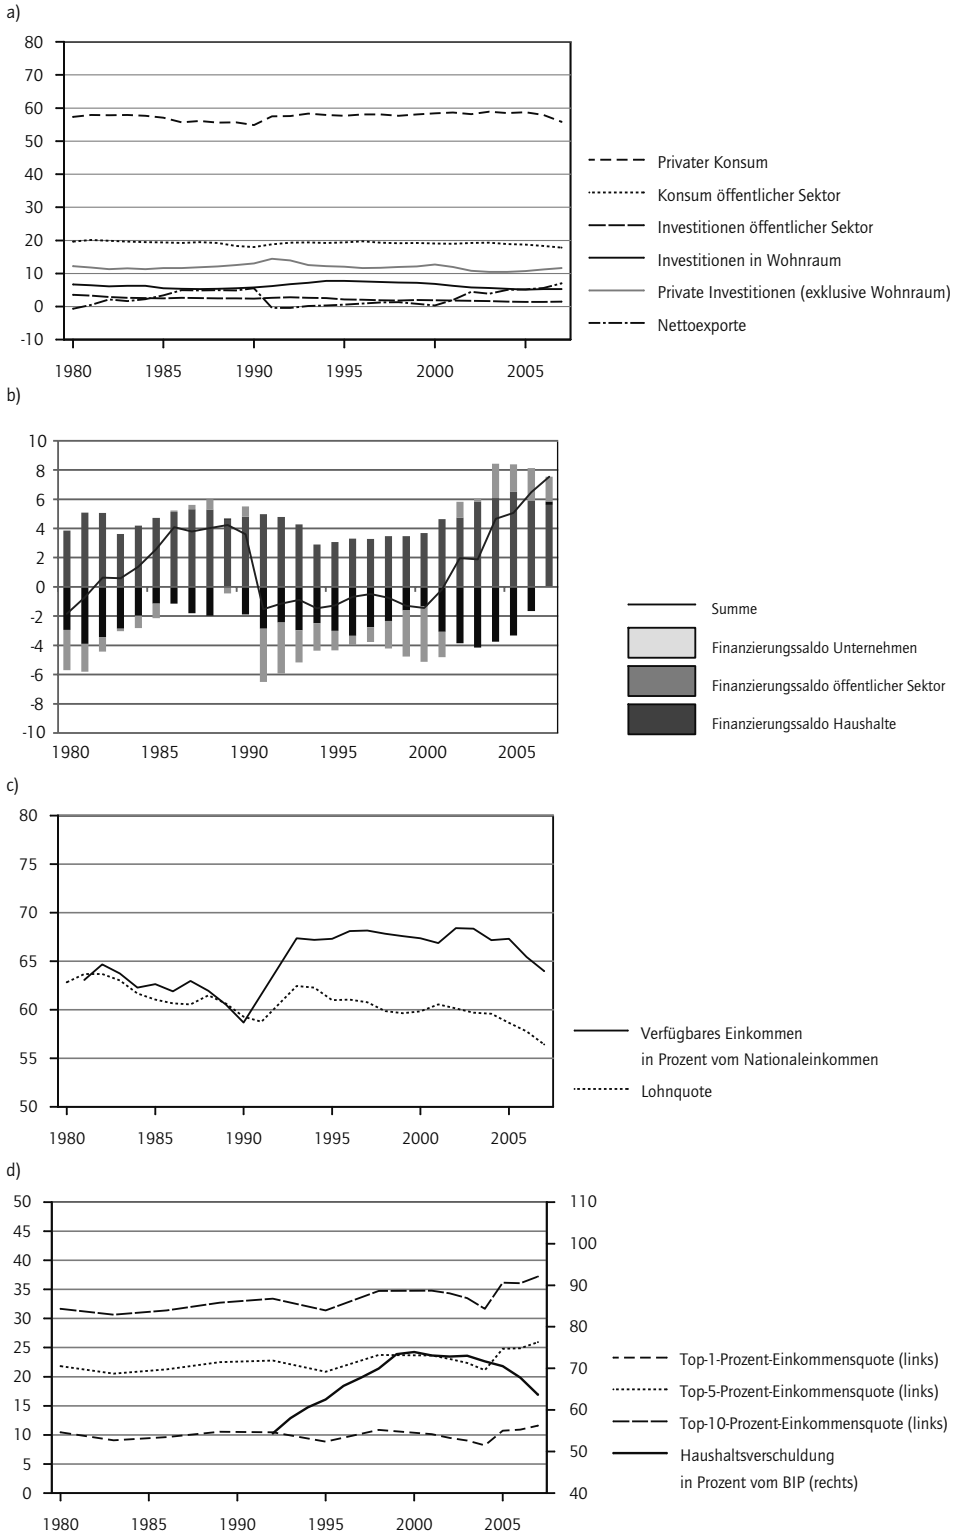 a)
80
70
60
50
40
30
20
10
0
-10
1980 1985 1990 1995 2000 2005
Privater Konsum
Konsum öffentlicher Sektor
Investitionen öffentlicher Sektor
Investitionen in Wohnraum
Private Investitionen (exklusive Wohnraum)
Nettoexporte
b)
10
8
6
4
2
0
-2
-4
-6
-8
-10
1980 1985 1990 1995 2000 2005
Summe
Finanzierungssaldo Unternehmen
Finanzierungssaldo öffentlicher Sektor
Finanzierungssaldo Haushalte
c)
80
75
70
65
60
55
50
1980 1985 1990 1995 2000 2005
Verfügbares Einkommen
in Prozent vom Nationaleinkommen
Lohnquote
d)
50
45
40
35
30
25
20
15
10
5
0
110
100
90
80
70
60
50
40
1980 1985 1990 1995 2000 2005
Top-1-Prozent-Einkommensquote (links)
Top-5-Prozent-Einkommensquote (links)
Top-10-Prozent-Einkommensquote (links)
Haushaltsverschuldung
in Prozent vom BIP (rechts)